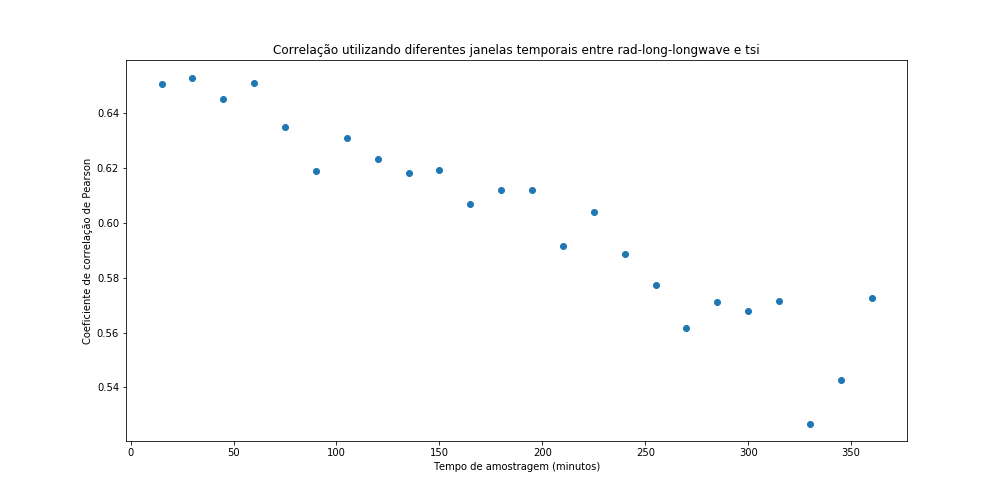 Correlação utilizando diferentes janelas temporais entre rad-long-longwave e tsi
Coeficiente de correlação de Pearson
0.64
0.62
0.60
0.58
0.56
0.54
0 50 100 150 200 250 300 350
Tempo de amostragem (minutos)